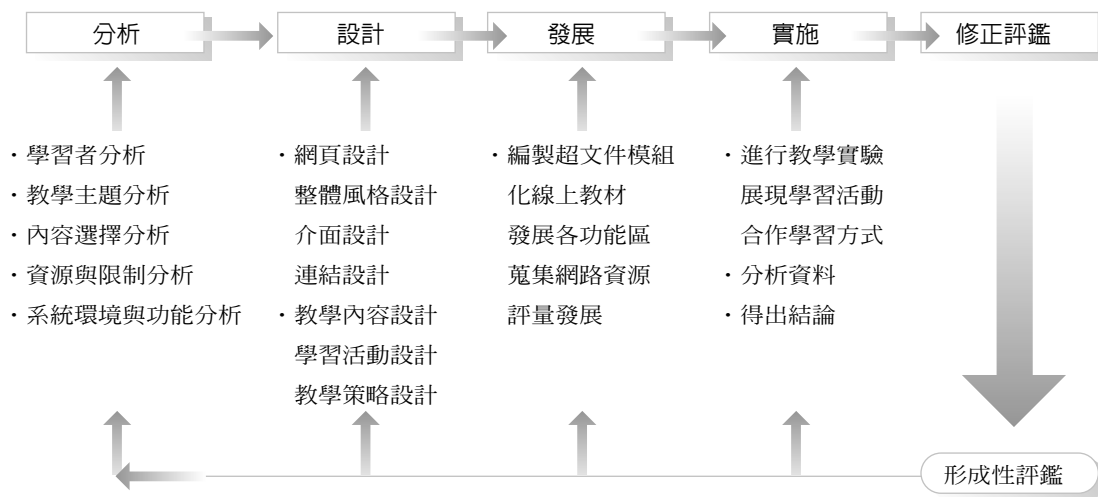 分析
設計
發展
實施
修正評鑑
・學習者分析
・教學主題分析
・內容選擇分析
・資源與限制分析
・系統環境與功能分析
・網頁設計
整體風格設計
介面設計
連結設計
・教學內容設計
學習活動設計
教學策略設計
・編製超文件模組
化線上教材
發展各功能區
蒐集網路資源
評量發展
・進行教學實驗
展現學習活動
合作學習方式
・分析資料
・得出結論
形成性評鑑